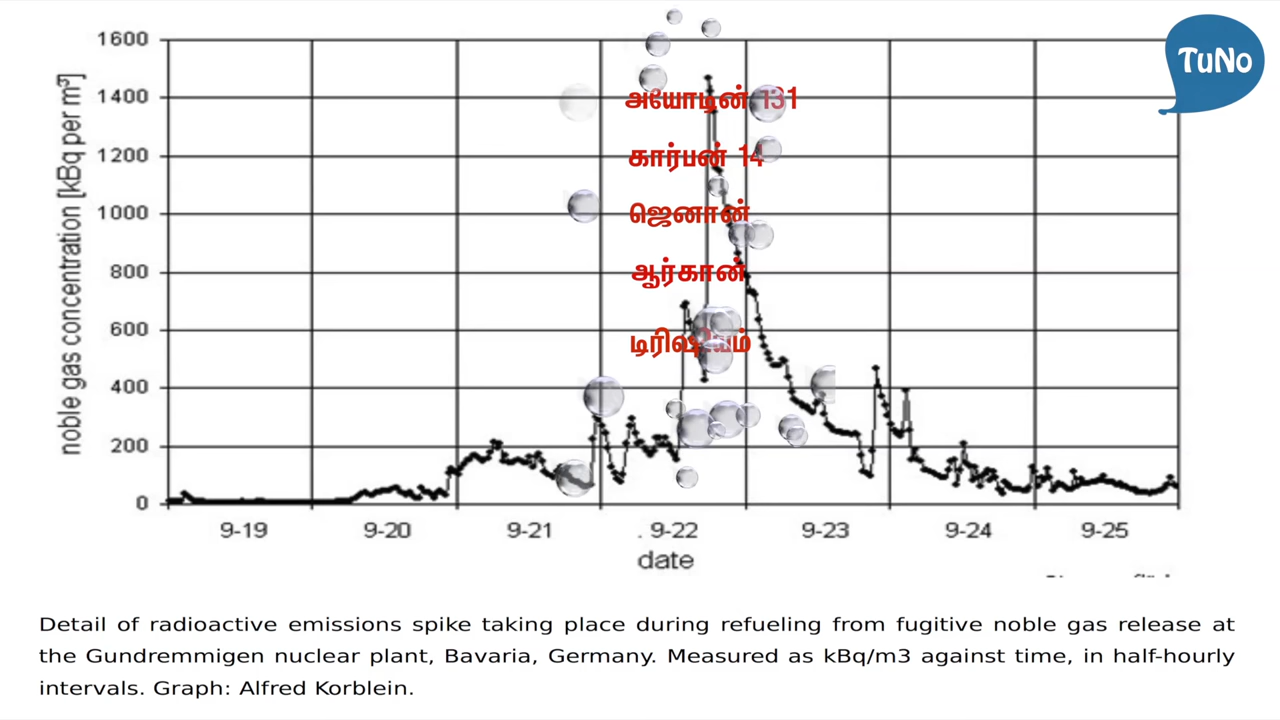 TuNo
noble gas concentration [kBq per m³]
1600
1400
1200
1000
800
600
400
200
0
அயோடின் 131
கார்பன் 14
ஜெனான்
ஆர்கான்
டிரிஷியம்
9-19 9-20 9-21 9-22 9-23 9-24 9-25
date
Detail of radioactive emissions spike taking place during refueling from fugitive noble gas release at
the Gundremmigen nuclear plant, Bavaria, Germany. Measured as kBq/m3 against time, in half-hourly
intervals. Graph: Alfred Korblein.